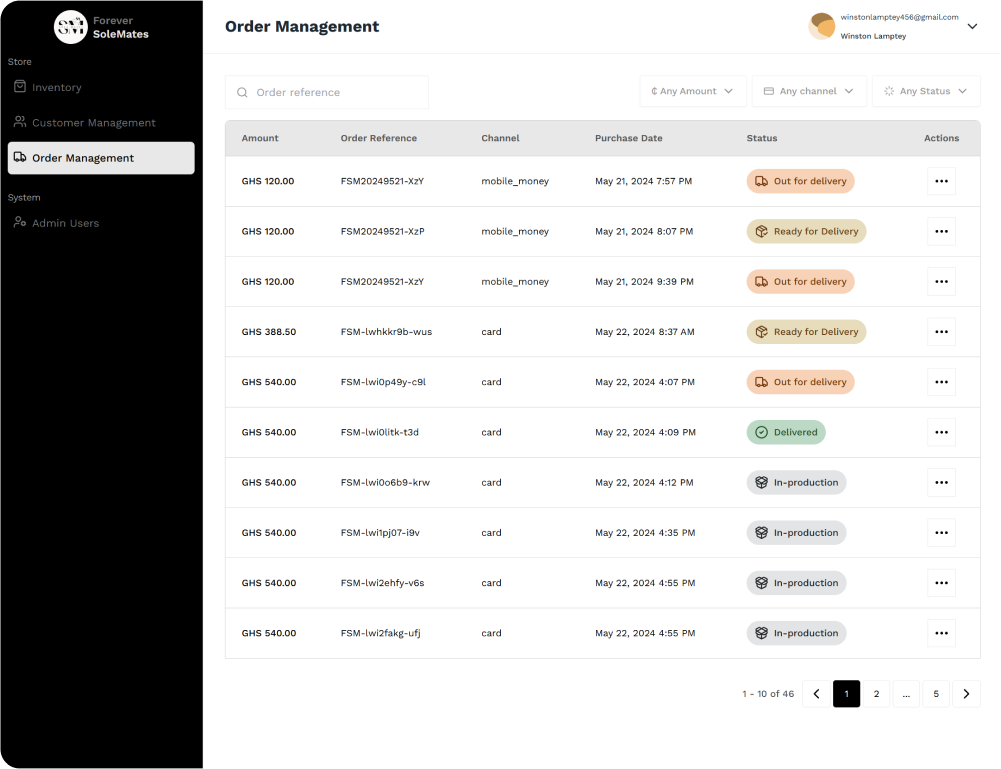 SM
Forever
SoleMates
Store
Inventory
Customer Management
Order Management
System
Admin Users
Order Management
winstonlamptey456@gmail.com
Winston Lamptey
Order reference
₵ Any Amount
Any channel
Any Status
Amount Order Reference Channel Purchase Date Status Actions
GHS 120.00 FSM20249521-XzY mobile_money May 21, 2024 7:57 PM Out for delivery
GHS 120.00 FSM20249521-XzP mobile_money May 21, 2024 8:07 PM Ready for Delivery
GHS 120.00 FSM20249521-XzY mobile_money May 21, 2024 9:39 PM Out for delivery
GHS 388.50 FSM-lwhkkr9b-wus card May 22, 2024 8:37 AM Ready for Delivery
GHS 540.00 FSM-lwi0p49y-c9l card May 22, 2024 4:07 PM Out for delivery
GHS 540.00 FSM-lwi0litk-t3d card May 22, 2024 4:09 PM Delivered
GHS 540.00 FSM-lwi0o6b9-krw card May 22, 2024 4:12 PM In-production
GHS 540.00 FSM-lwi1pj07-i9v card May 22, 2024 4:35 PM In-production
GHS 540.00 FSM-lwi2ehfy-v6s card May 22, 2024 4:55 PM In-production
GHS 540.00 FSM-lwi2fakg-ufj card May 22, 2024 4:55 PM In-production
1 - 10 of 46 1 2 ... 5